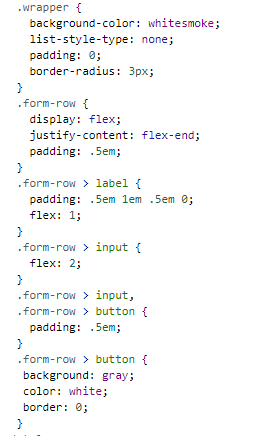 .wrapper {
  background-color: whitesmoke;
  list-style-type: none;
  padding: 0;
  border-radius: 3px;
}
.form-row {
  display: flex;
  justify-content: flex-end;
  padding: .5em;
}
.form-row > label {
  padding: .5em 1em .5em 0;
  flex: 1;
}
.form-row > input {
  flex: 2;
}
.form-row > input,
.form-row > button {
  padding: .5em;
}
.form-row > button {
 background: gray;
 color: white;
 border: 0;
}